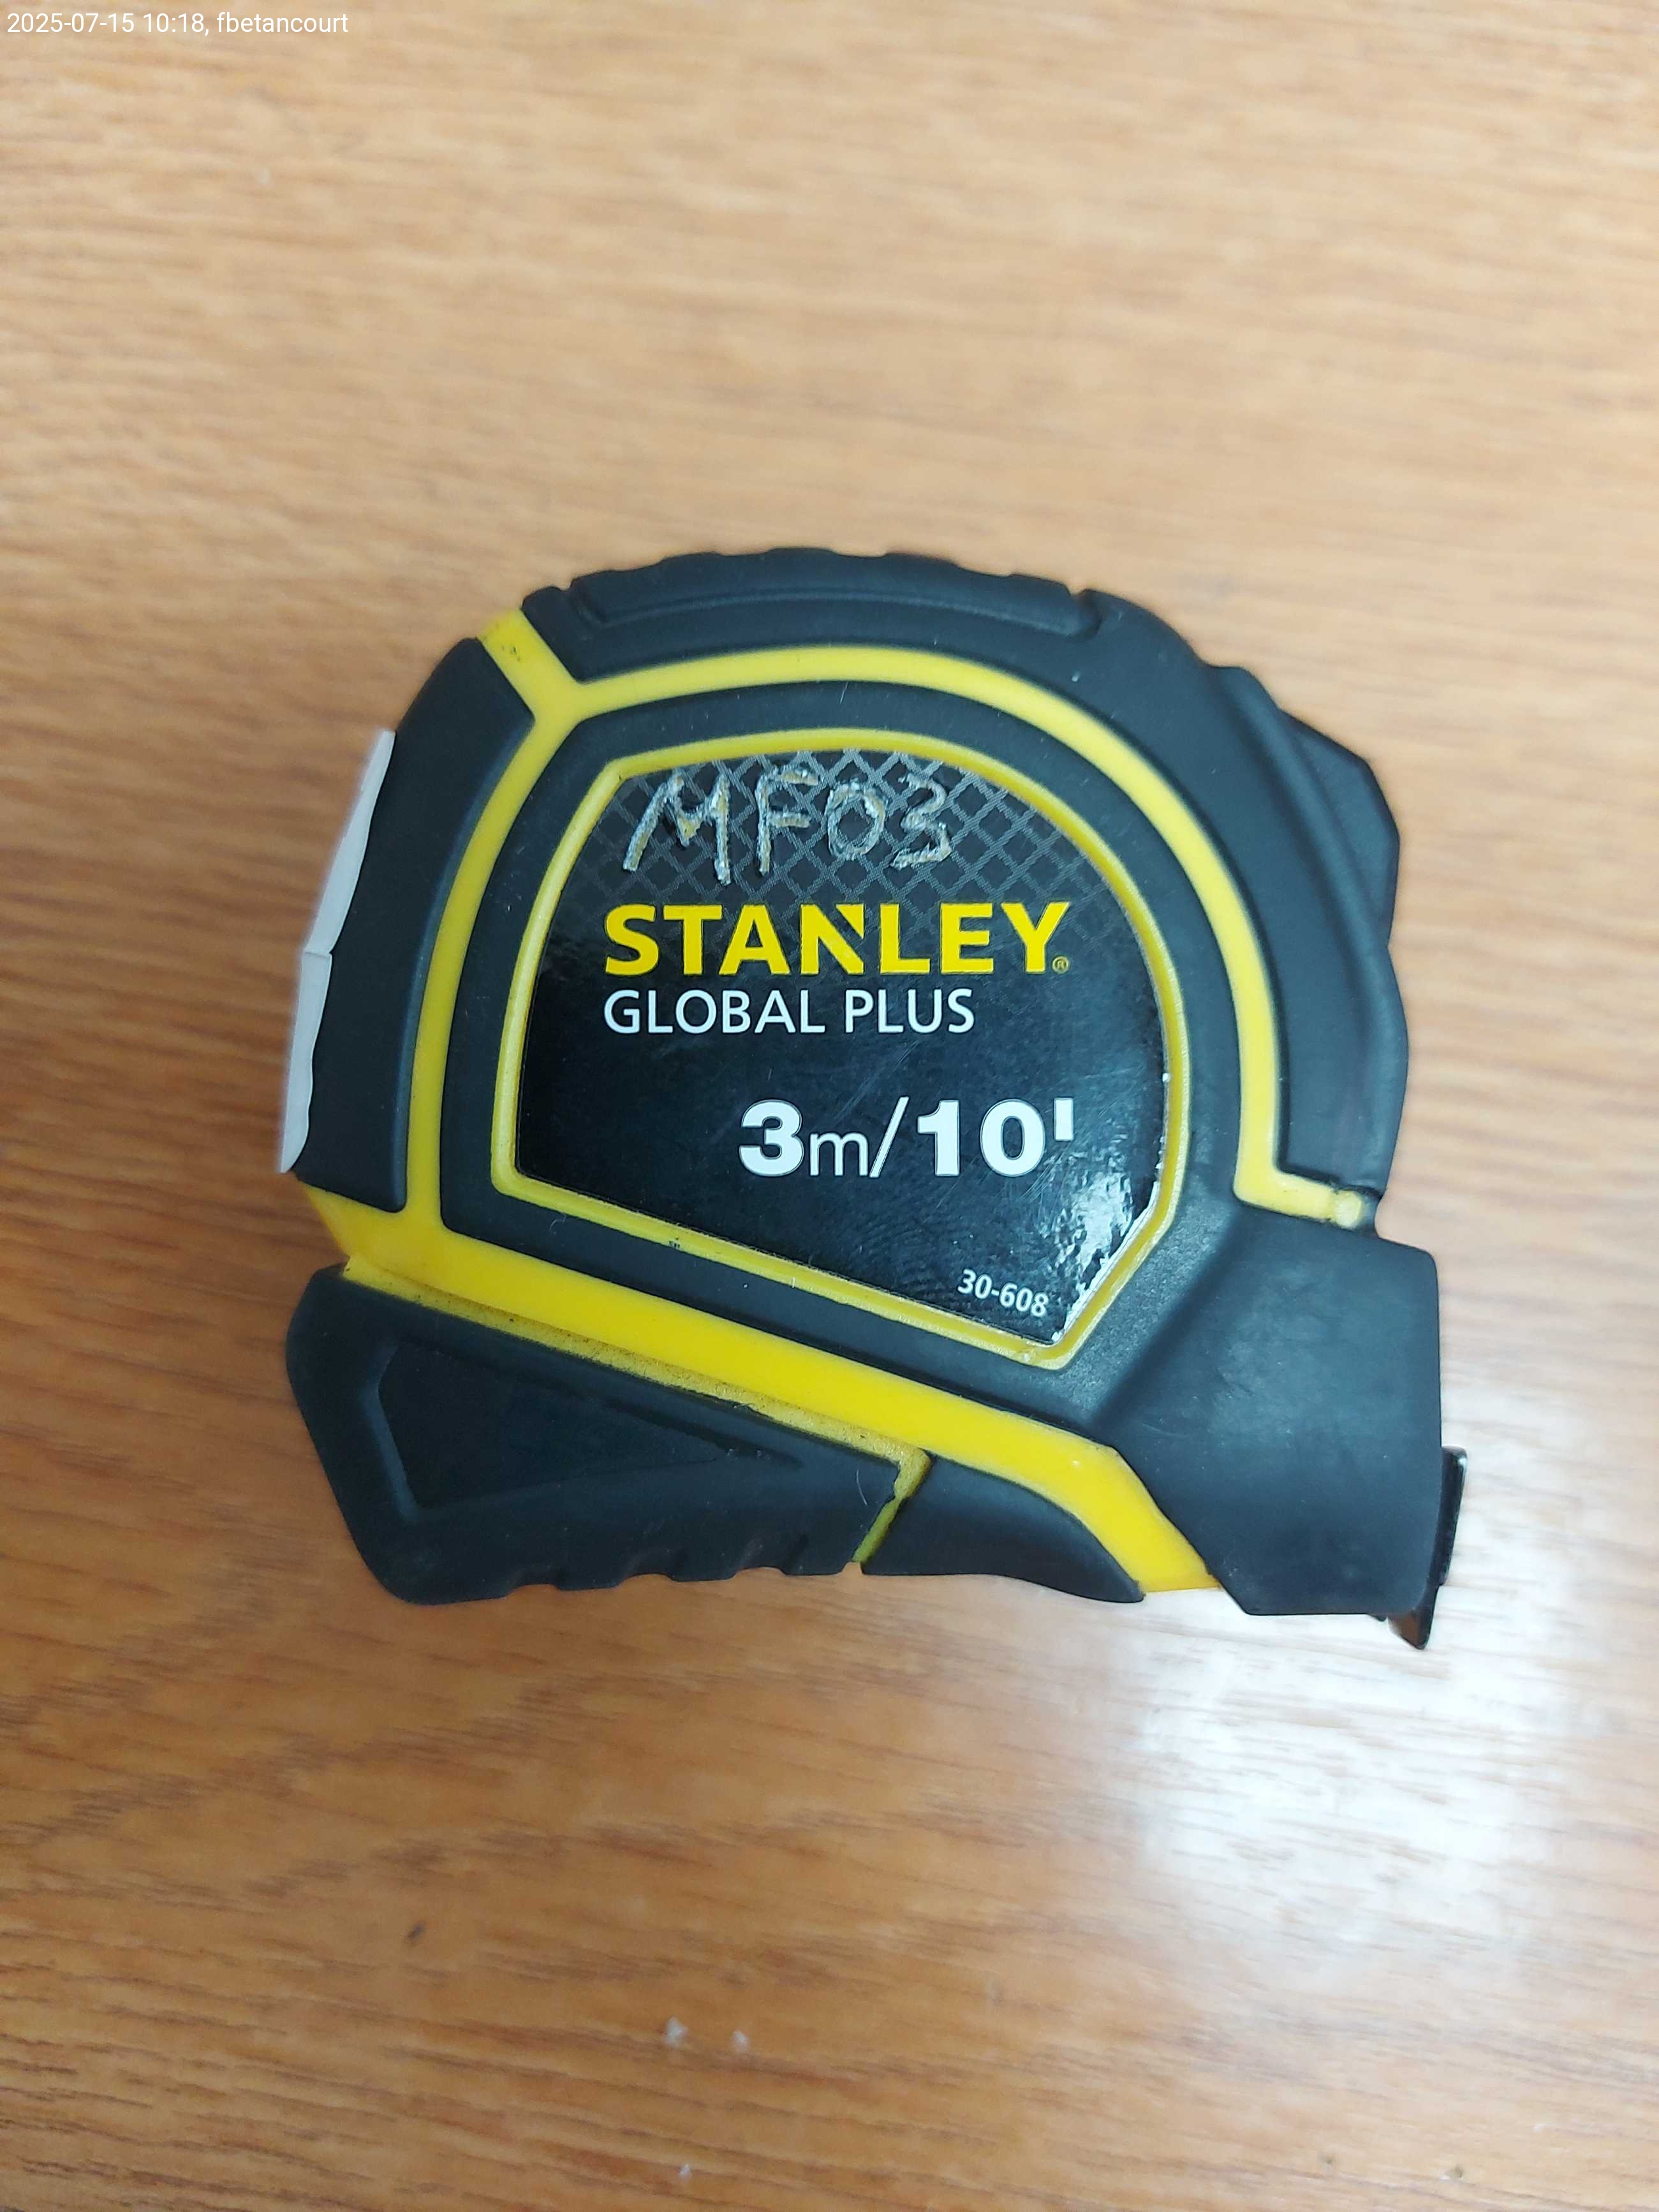 2025-07-15 10:18, fbetancourt
MF03
STANLEY®
GLOBAL PLUS
3m/10'
30-608